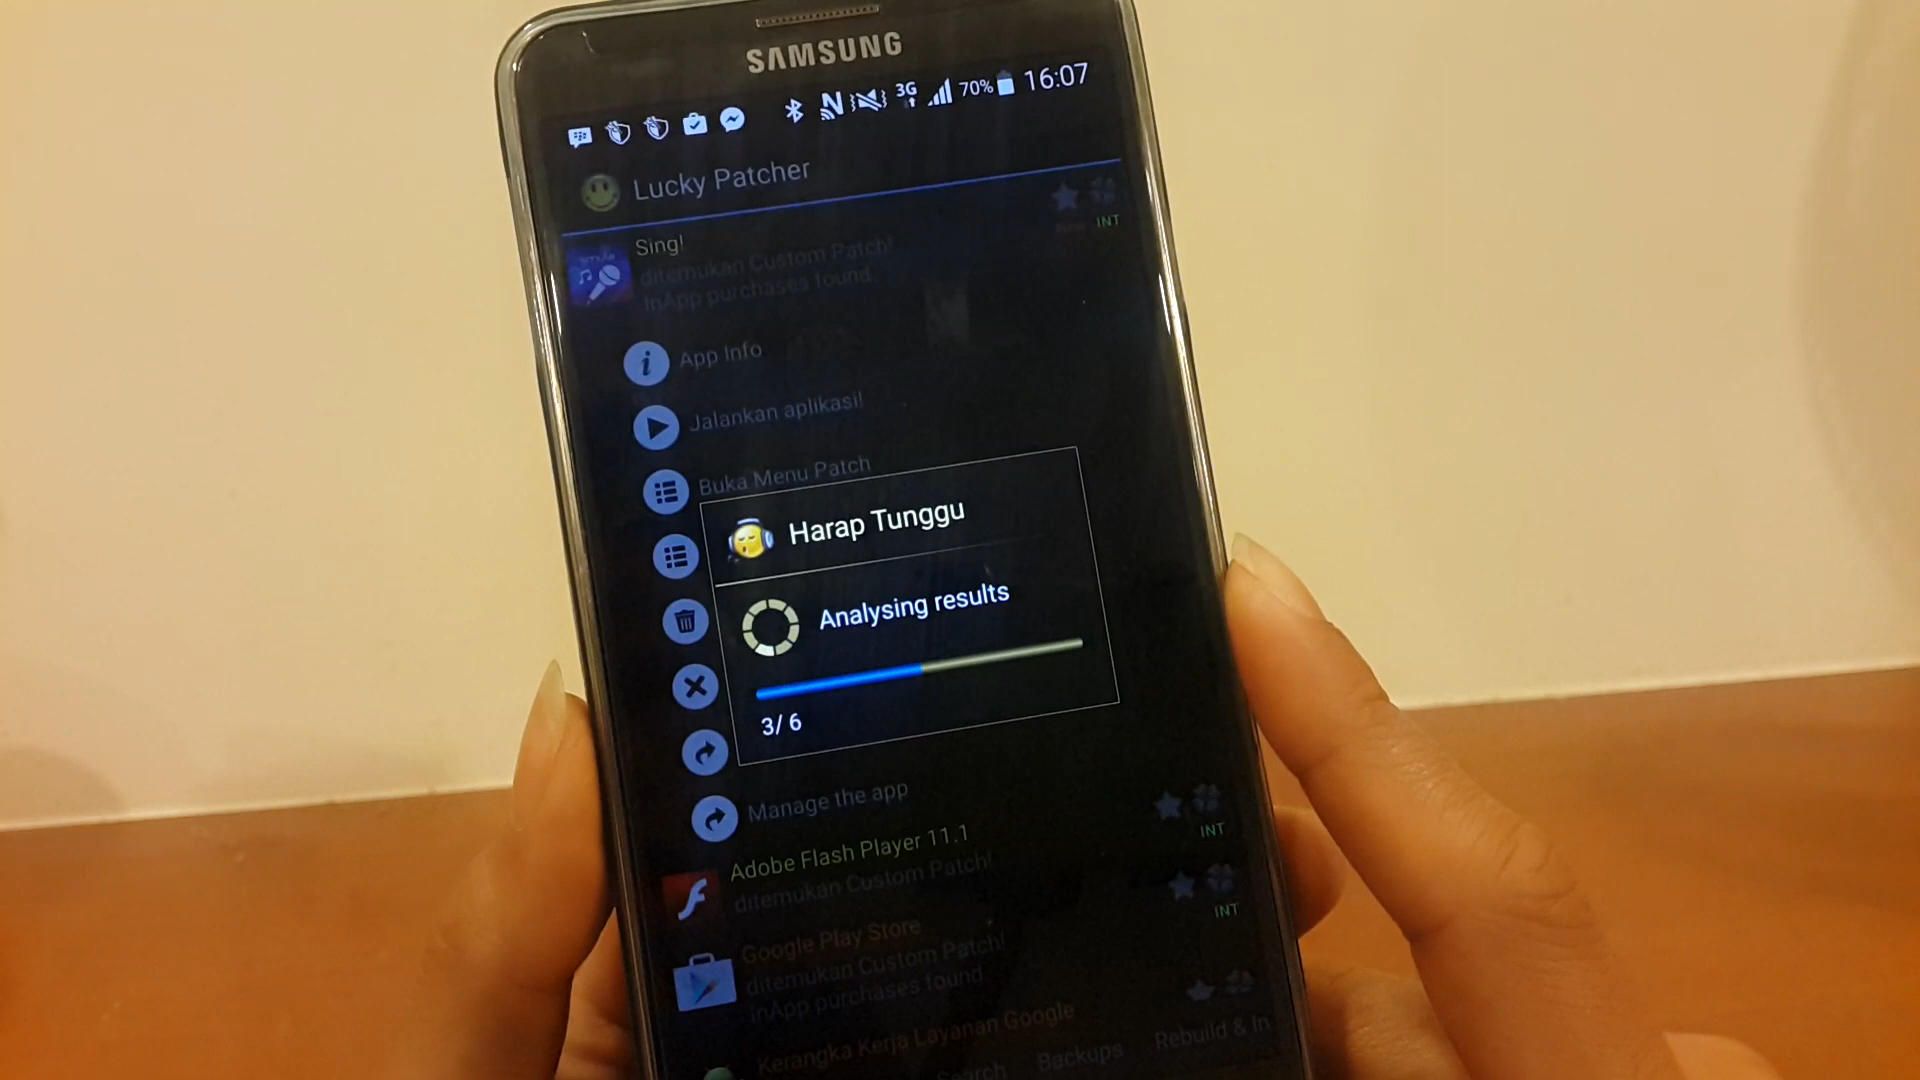 SAMSUNG
3G 70% 16:07
Lucky Patcher
Sing!
ditemukan Custom Patch!
InApp purchases found.
INT
App Info
Jalankan aplikasi!
Buka Menu Patch
Harap Tunggu
Analysing results
3/ 6
Manage the app
Adobe Flash Player 11.1
ditemukan Custom Patch!
INT
Google Play Store
ditemukan Custom Patch!
InApp purchases found
INT
Kerangka Kerja Layanan Google
Search Backups Rebuild & In